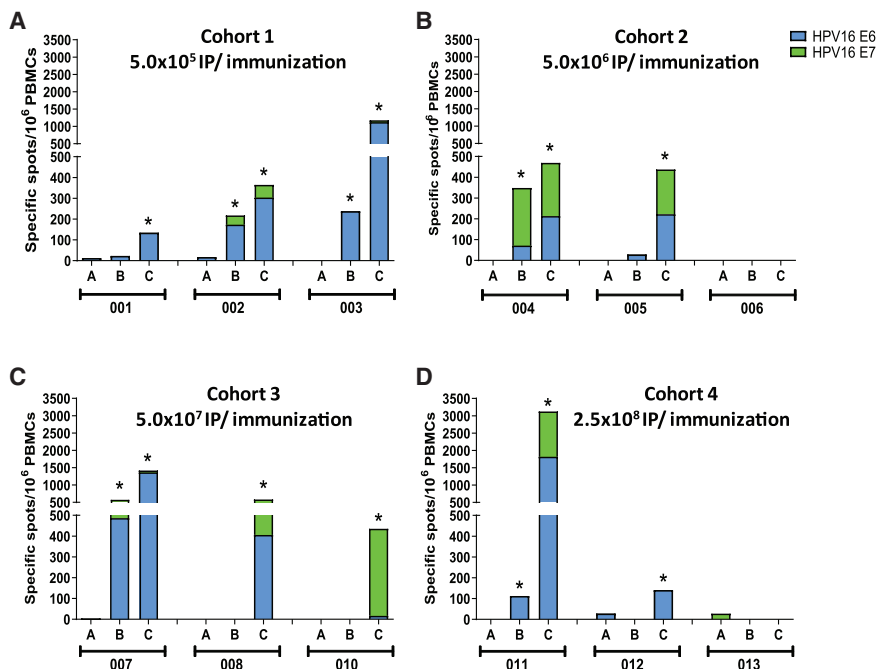 A
Cohort 1
5.0x10⁵ IP/ immunization
Specific spots/10⁶ PBMCs
3500
3000
2500
2000
1500
1000
500
500
400
300
200
100
0
A B C A B C A B C
001 002 003
B
Cohort 2
5.0x10⁶ IP/ immunization
HPV16 E6
HPV16 E7
Specific spots/10⁶ PBMCs
3500
3000
2500
2000
1500
1000
500
500
400
300
200
100
0
* * * * * *
* * *
A B C A B C A B C
004 005 006
C
Cohort 3
5.0x10⁷ IP/ immunization
Specific spots/10⁶ PBMCs
3500
3000
2500
2000
1500
1000
500
500
400
300
200
100
0
* * * *
A B C A B C A B C
007 008 010
D
Cohort 4
2.5x10⁸ IP/ immunization
Specific spots/10⁶ PBMCs
3500
3000
2500
2000
1500
1000
500
500
400
300
200
100
0
* * *
A B C A B C A B C
011 012 013